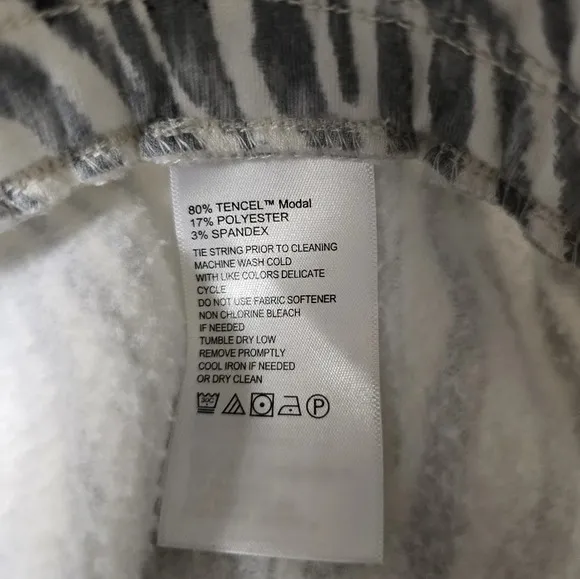 80% TENCEL™ Modal
17% POLYESTER
3% SPANDEX
TIE STRING PRIOR TO CLEANING
MACHINE WASH COLD
WITH LIKE COLORS DELICATE
CYCLE
DO NOT USE FABRIC SOFTENER
NON CHLORINE BLEACH
IF NEEDED
TUMBLE DRY LOW
REMOVE PROMPTLY
COOL IRON IF NEEDED
OR DRY CLEAN
P